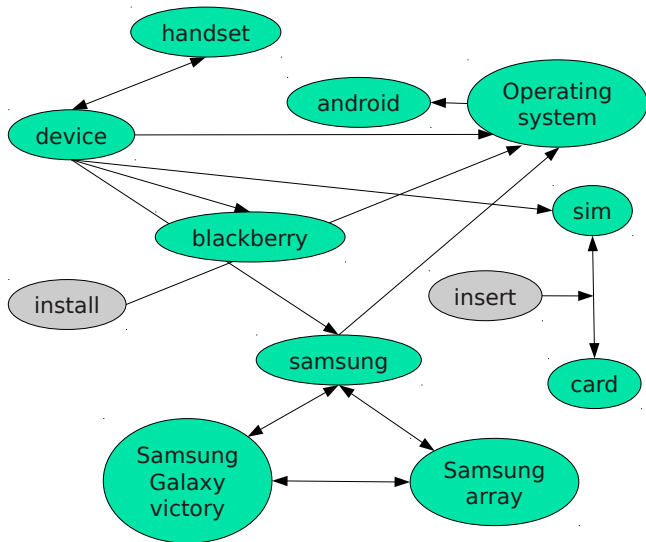 handset
android
Operating
system
device
sim
blackberry
install
insert
samsung
card
Samsung
Galaxy
victory
Samsung
array